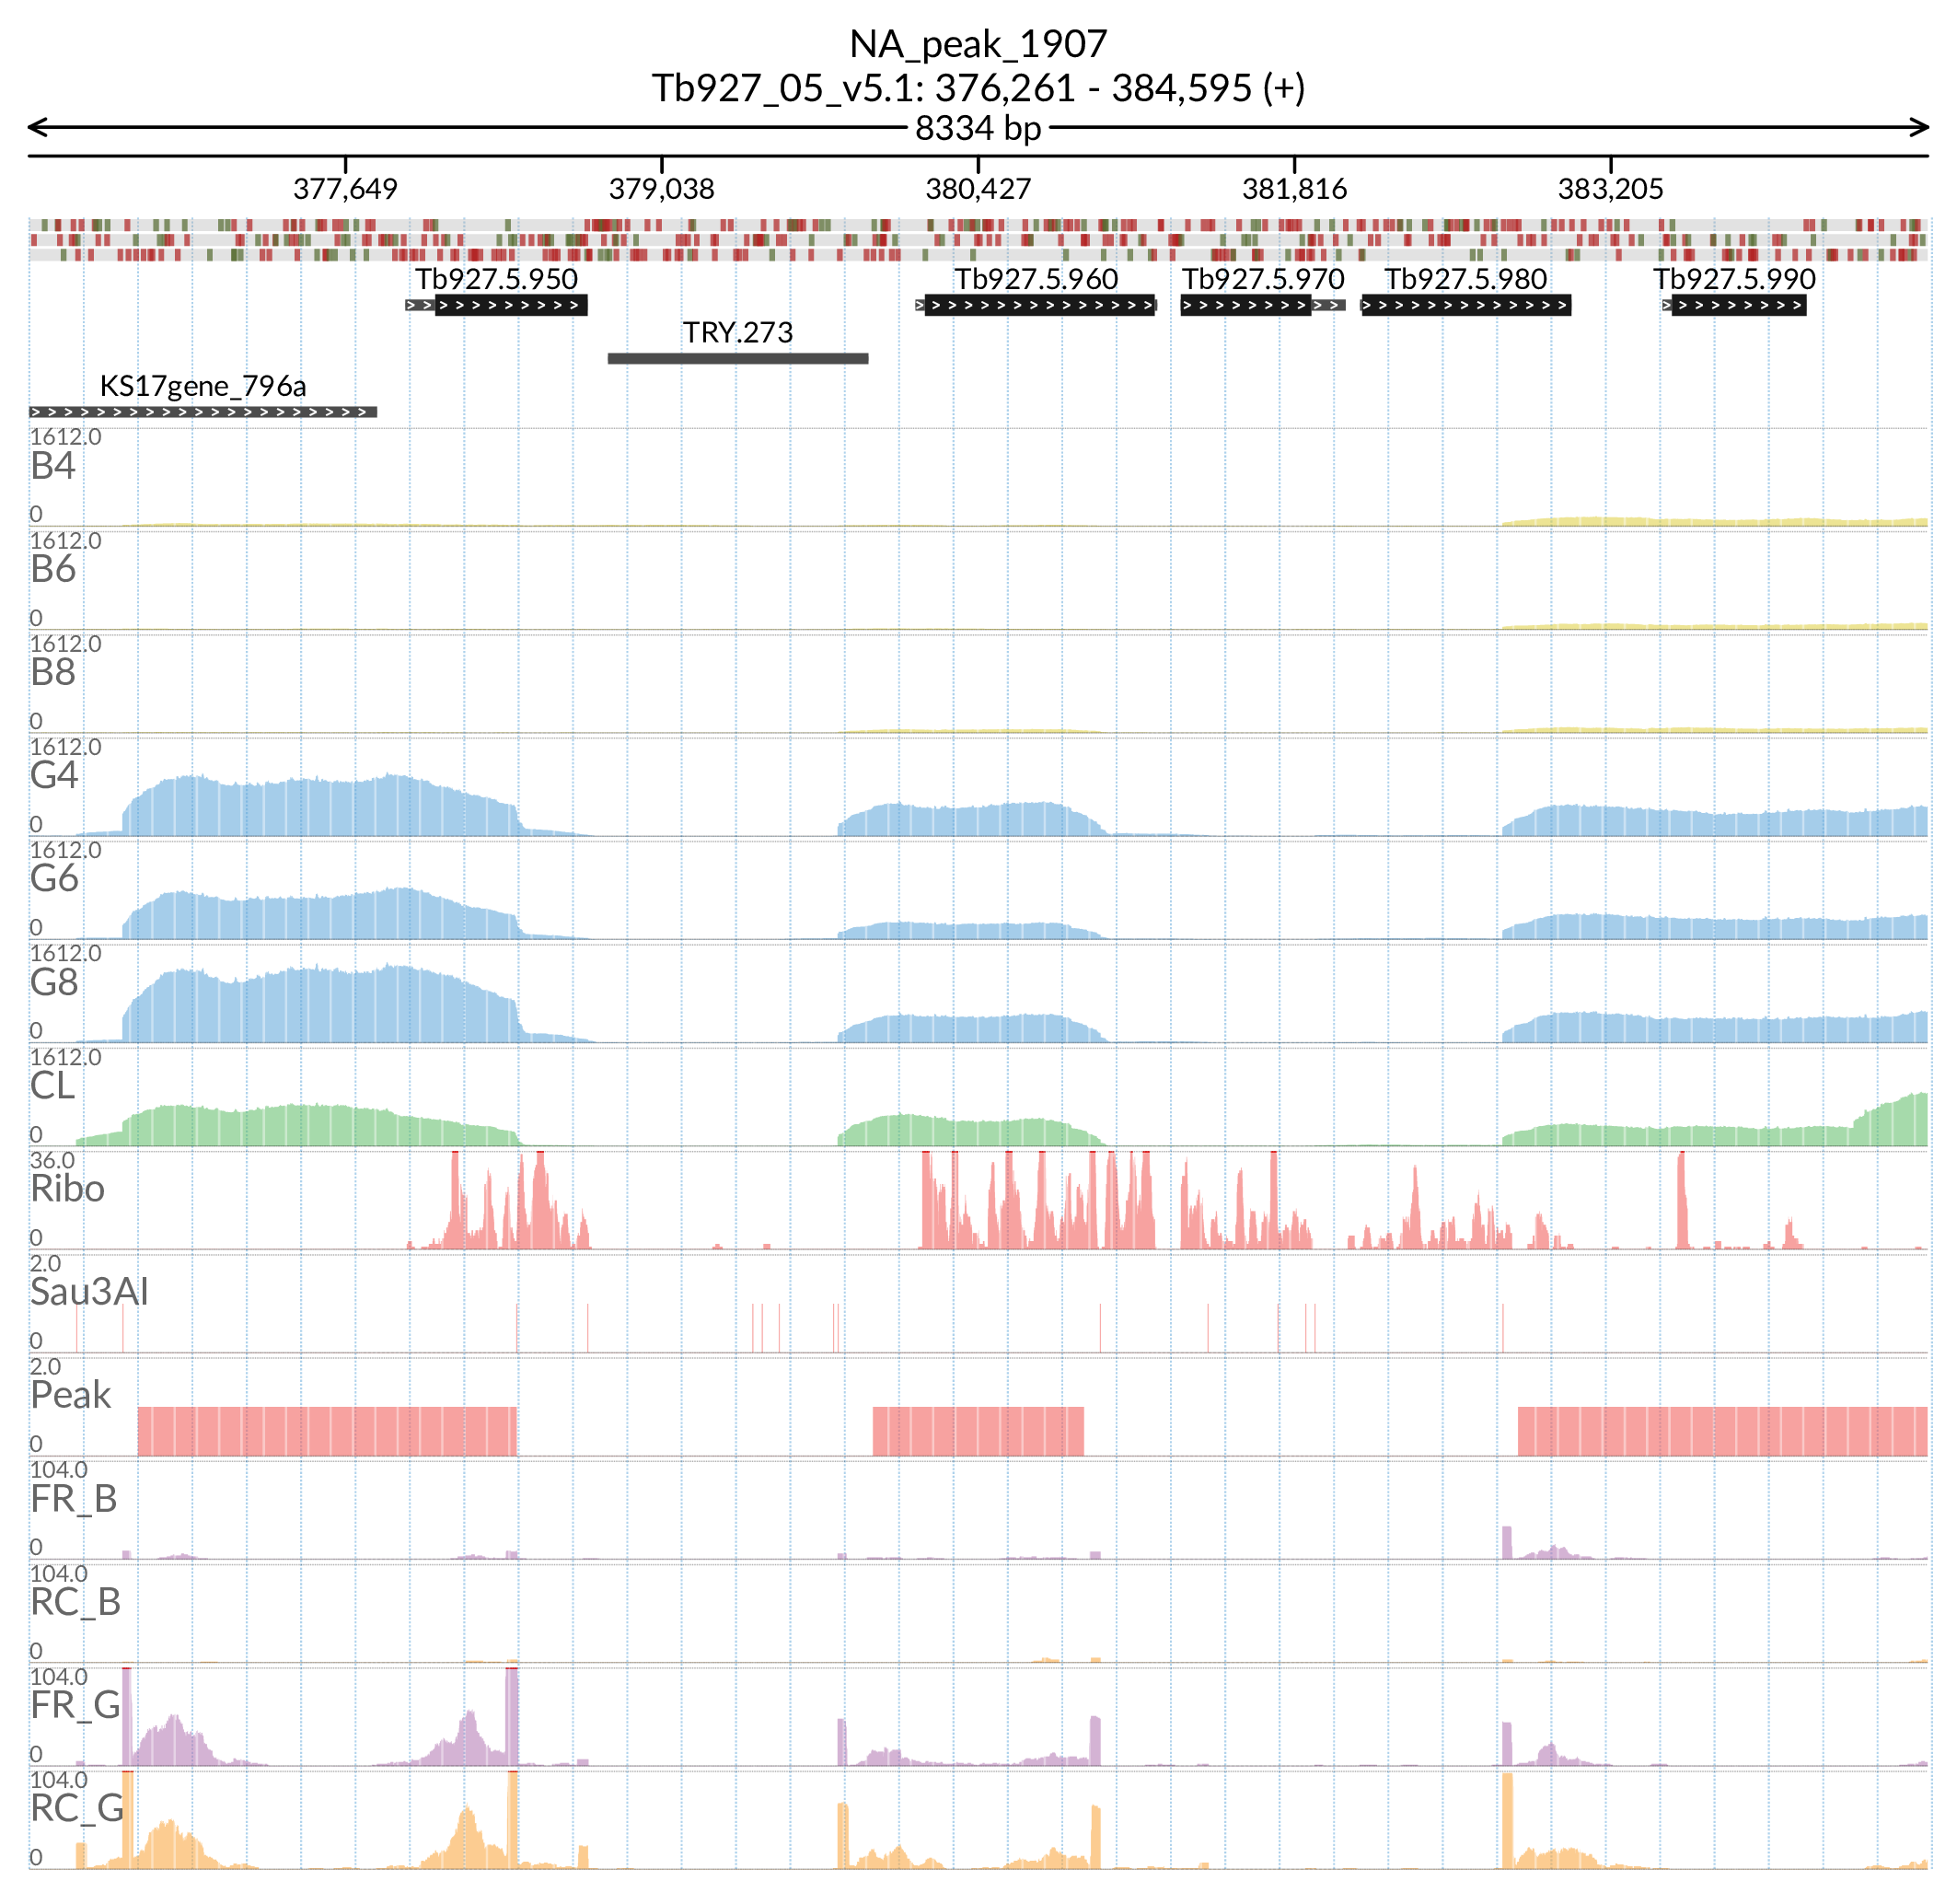 NA_peak_1907
Tb927_05_v5.1: 376,261 - 384,595 (+)
8334 bp
377,649 379,038 380,427 381,816 383,205
Tb927.5.950 Tb927.5.960 Tb927.5.970 Tb927.5.980 Tb927.5.990
TRY.273
KS17gene_796a
1612.0
B4
0
1612.0
B6
0
1612.0
B8
0
1612.0
G4
0
1612.0
G6
0
1612.0
G8
0
1612.0
CL
0
36.0
Ribo
0
2.0
Sau3AI
0
2.0
Peak
0
104.0
FR_B
0
104.0
RC_B
0
104.0
FR_G
0
104.0
RC_G
0